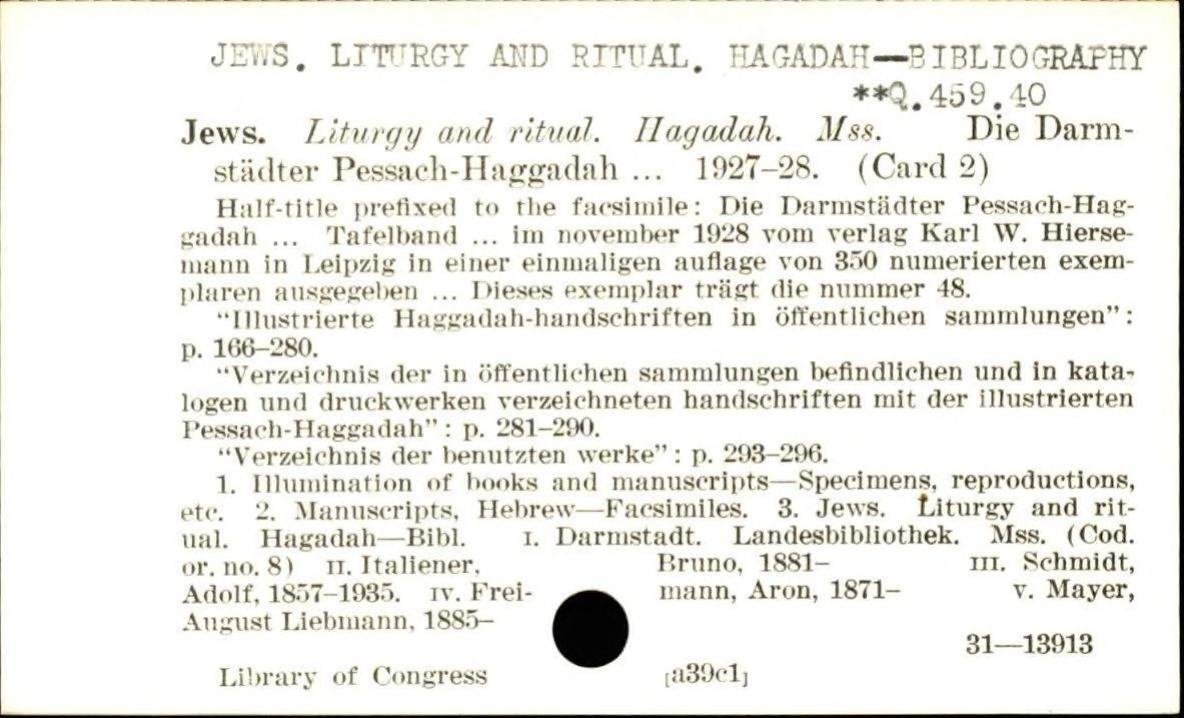 JEWS. LITURGY AND RITUAL. HAGADAH—BIBLIOGRAPHY
**Q.459.40
Jews. Liturgy and ritual. Hagadah. Mss. Die Darm-
städter Pessach-Haggadah ... 1927–28. (Card 2)
Half-title prefixed to the facsimile: Die Darmstädter Pessach-Hag-
gadah ... Tafelband ... im november 1928 vom verlag Karl W. Hierse-
mann in Leipzig in einer einmaligen auflage von 350 numerierten exem-
plaren ausgegeben ... Dieses exemplar trägt die nummer 48.
"Illustrierte Haggadah-handschriften in öffentlichen sammlungen":
p. 166–280.
"Verzeichnis der in öffentlichen sammlungen befindlichen und in kata-
logen und druckwerken verzeichneten handschriften mit der illustrierten
Pessach-Haggadah": p. 281–290.
"Verzeichnis der benutzten werke": p. 293–296.
1. Illumination of books and manuscripts—Specimens, reproductions,
etc. 2. Manuscripts, Hebrew—Facsimiles. 3. Jews. Liturgy and rit-
ual. Hagadah—Bibl. I. Darmstadt. Landesbibliothek. Mss. (Cod.
or. no. 8) II. Italiener, Bruno, 1881– III. Schmidt,
Adolf, 1857–1935. IV. Frei- mann, Aron, 1871– V. Mayer,
August Liebmann, 1885–
31—13913
Library of Congress [a39c1]